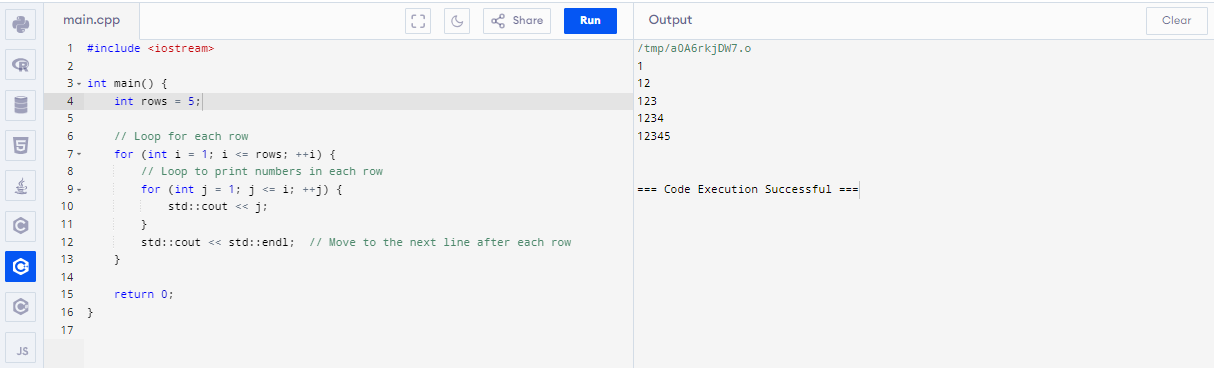 main.cpp
Share
Run
Output
Clear
1 #include <iostream>
2
3 int main() {
4     int rows = 5;
5
6     // Loop for each row
7     for (int i = 1; i <= rows; ++i) {
8         // Loop to print numbers in each row
9         for (int j = 1; j <= i; ++j) {
10             std::cout << j;
11         }
12         std::cout << std::endl;  // Move to the next line after each row
13     }
14
15     return 0;
16 }
17
/tmp/aOA6rkjDW7.o
1
12
123
1234
12345
=== Code Execution Successful ===
R
5
C
C
C
JS